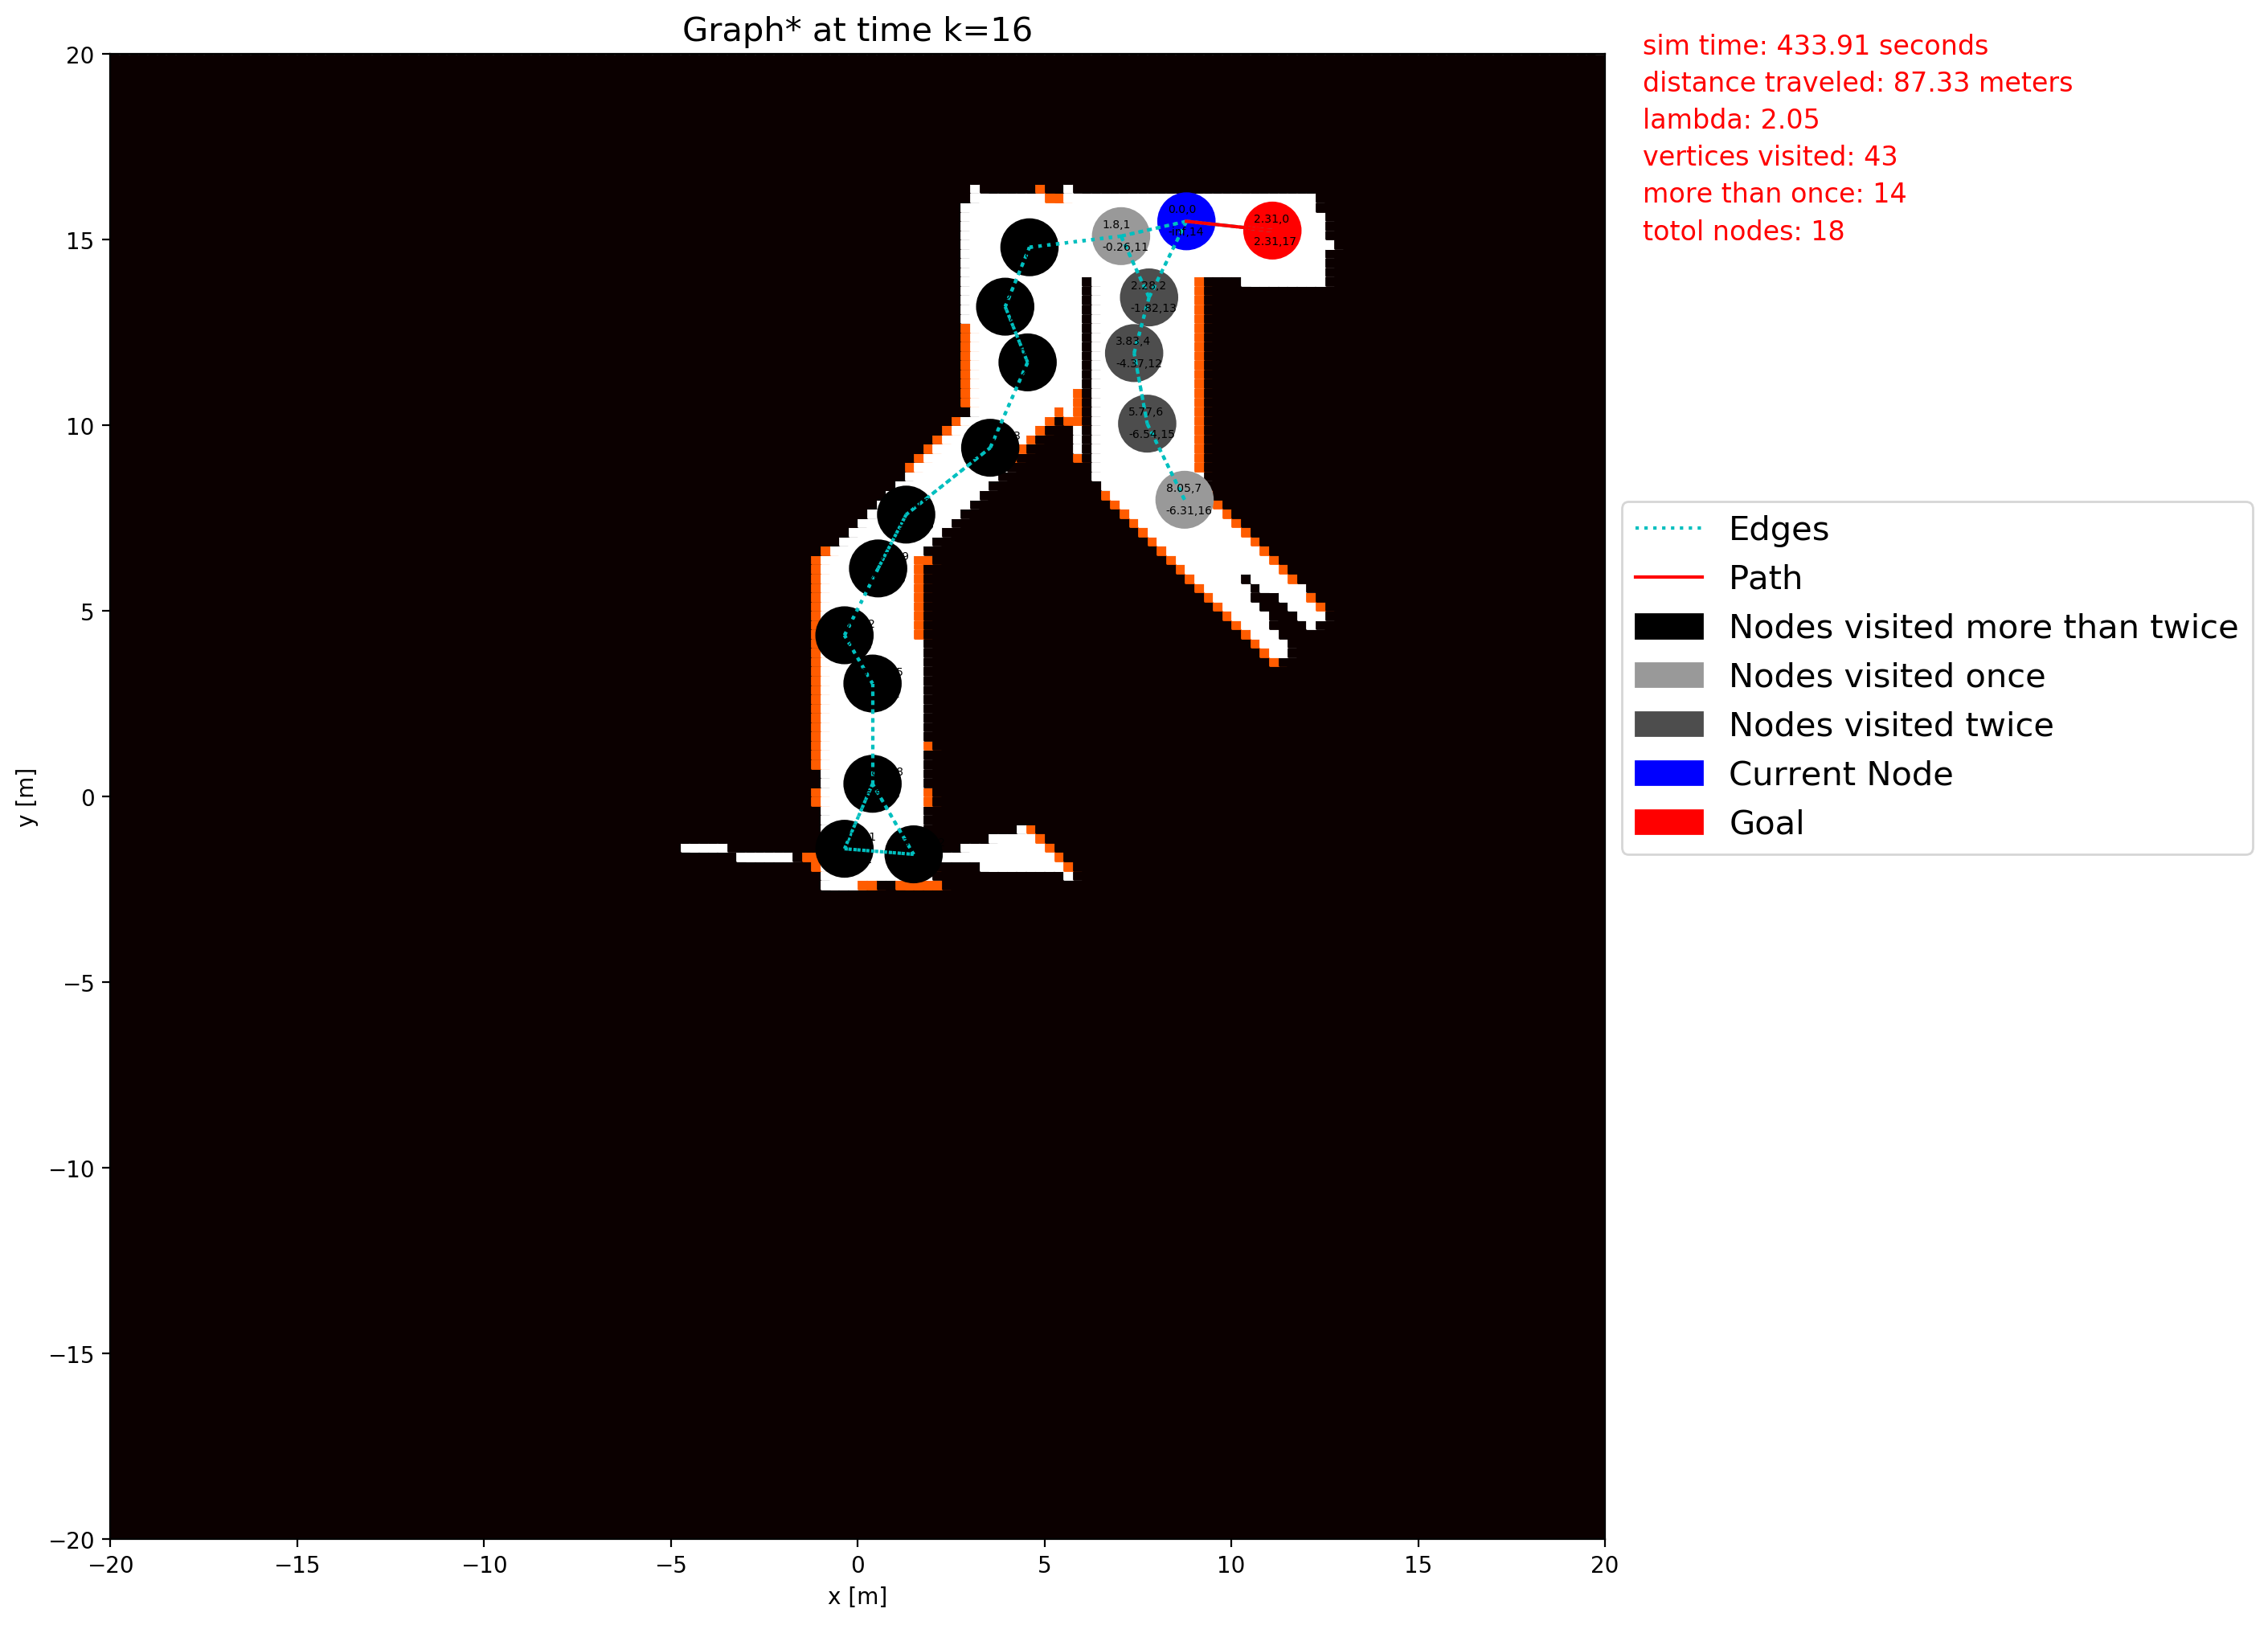 Graph* at time k=16
sim time: 433.91 seconds
distance traveled: 87.33 meters
lambda: 2.05
vertices visited: 43
more than once: 14
totol nodes: 18
20
15
10
5
0
−5
−10
−15
−20
y [m]
1.8,1
-0.26,11
0.0,0
2.31,0
2.31,17
2.28,2
-1.82,13
3.83,4
-4.37,12
5.77,6
-6.54,15
8.05,7
-6.31,16
Edges
Path
Nodes visited more than twice
Nodes visited once
Nodes visited twice
Current Node
Goal
−20
−15
−10
−5
0
5
10
15
20
x [m]